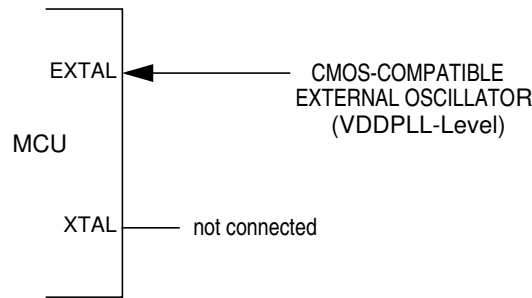 EXTAL
CMOS-COMPATIBLE
EXTERNAL OSCILLATOR
(VDDPLL-Level)
MCU
XTAL
not connected